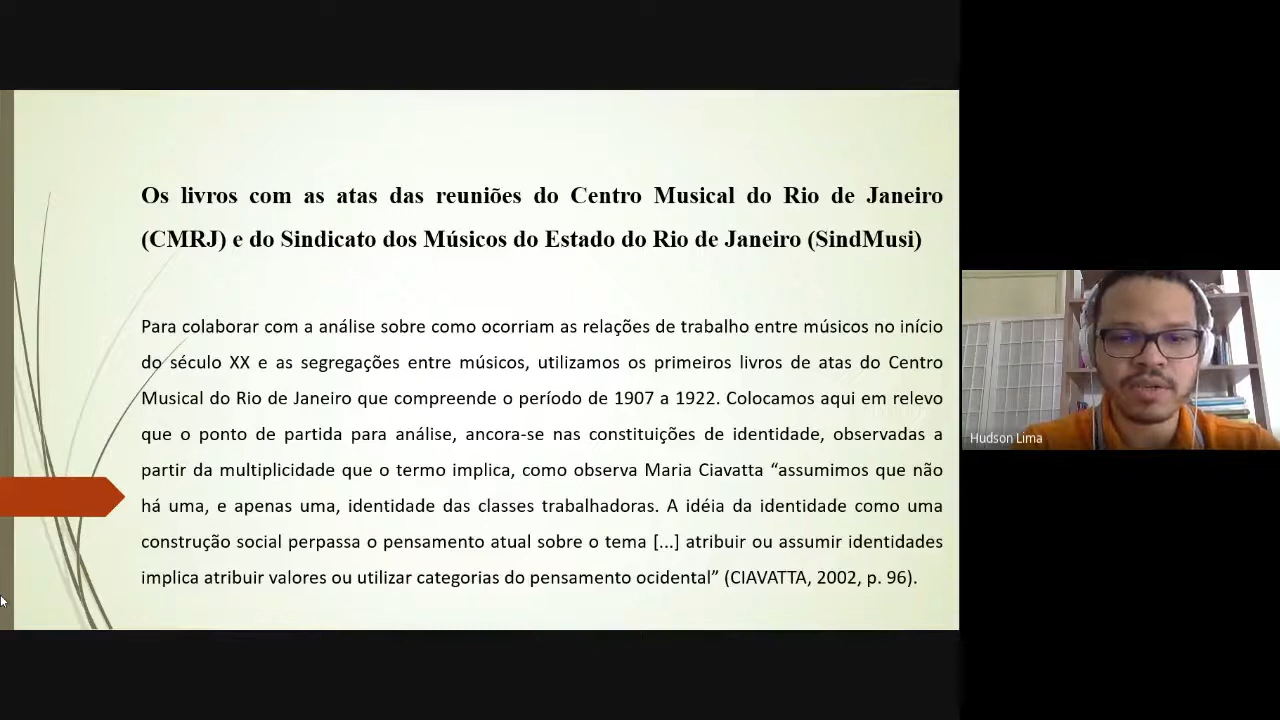 Os livros com as atas das reuniões do Centro Musical do Rio de Janeiro
(CMRJ) e do Sindicato dos Músicos do Estado do Rio de Janeiro (SindMusi)
Para colaborar com a análise sobre como ocorriam as relações de trabalho entre músicos no início
do século XX e as segregações entre músicos, utilizamos os primeiros livros de atas do Centro
Musical do Rio de Janeiro que compreende o período de 1907 a 1922. Colocamos aqui em relevo
que o ponto de partida para análise, ancora-se nas constituições de identidade, observadas a
partir da multiplicidade que o termo implica, como observa Maria Ciavatta “assumimos que não
há uma, e apenas uma, identidade das classes trabalhadoras. A idéia da identidade como uma
construção social perpassa o pensamento atual sobre o tema [...] atribuir ou assumir identidades
implica atribuir valores ou utilizar categorias do pensamento ocidental” (CIAVATTA, 2002, p. 96).
Hudson Lima